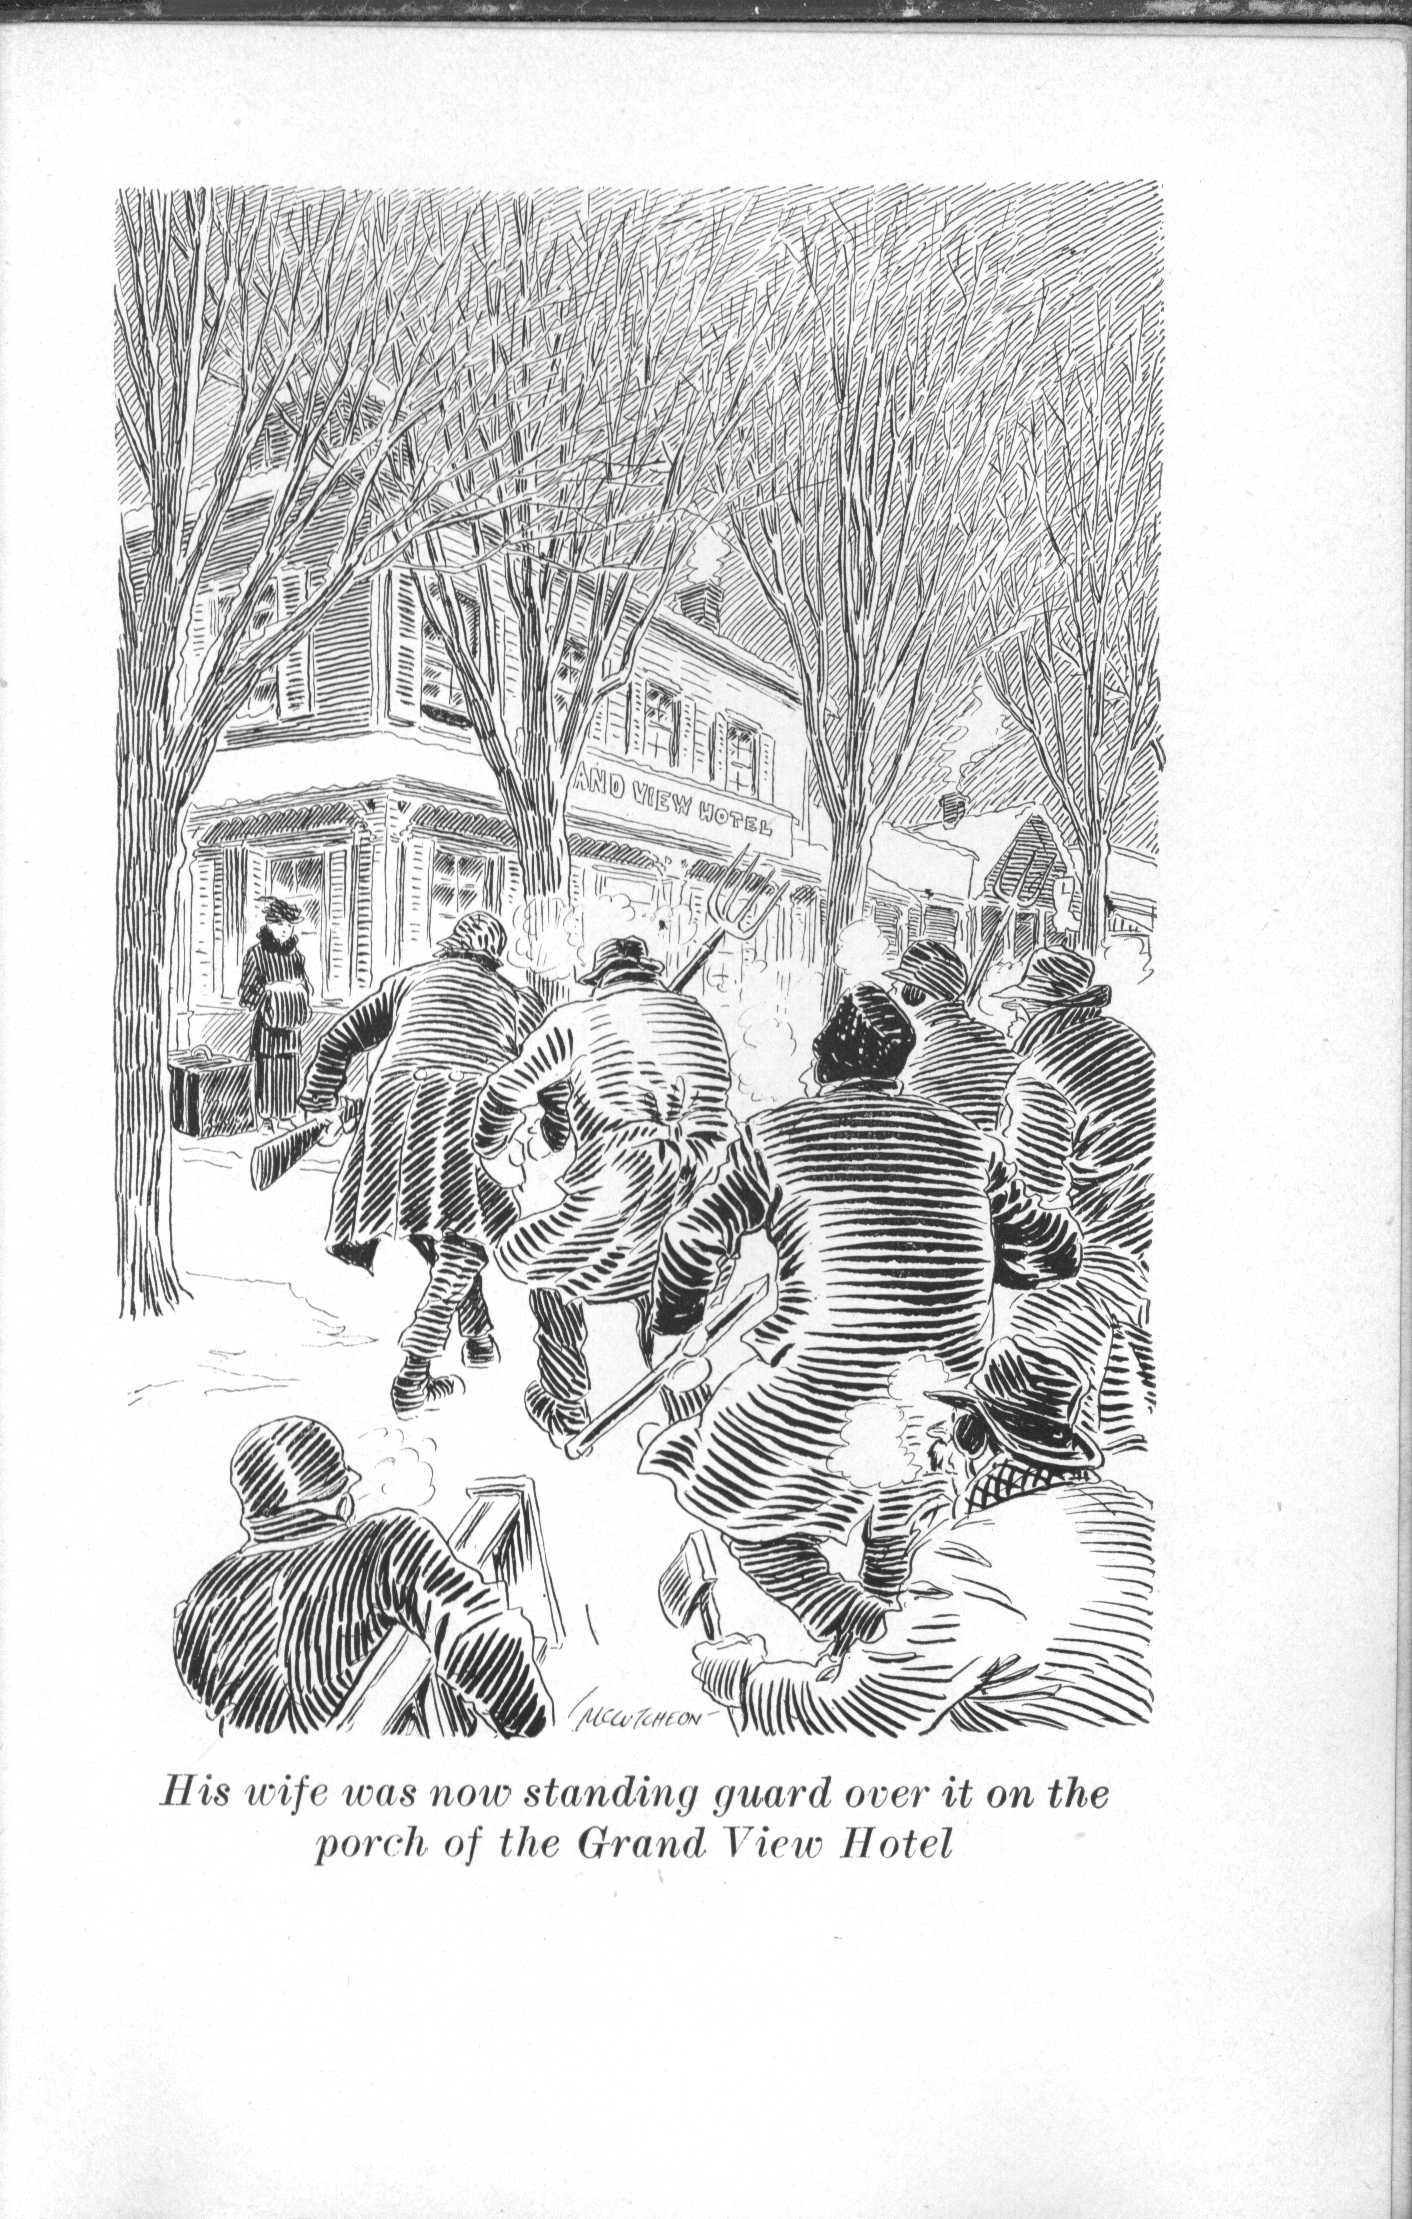 AND VIEW HOTEL
McCUTCHEON
His wife was now standing guard over it on the
porch of the Grand View Hotel